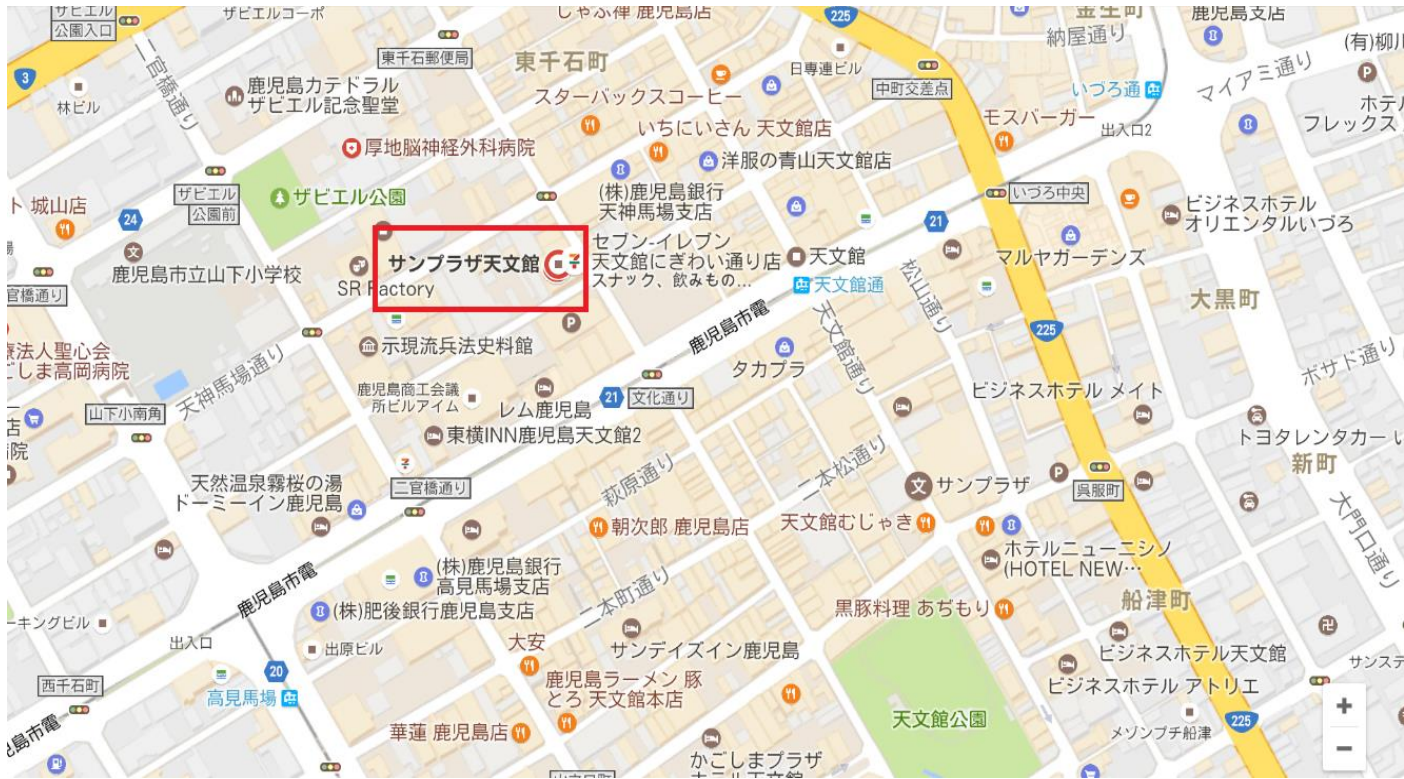 ザビエル
公園入口
ザビエルコーポ
しゃぶ禅 鹿児島店
225
金生町
鹿児島支店
納屋通り
(有)柳川
3
林ビル
二官橋通り
東千石郵便局
東千石町
日専連ビル
中町交差点
いづろ通
マイアミ通り
鹿児島カテドラル
ザビエル記念聖堂
スターバックスコーヒー
モスバーガー
出入口2
ホテル
フレックス
厚地脳神経外科病院
いちにいさん 天文館店
洋服の青山天文館店
ザビエル
公園前
ザビエル公園
(株)鹿児島銀行
天神馬場支店
いづろ中央
ト 城山店
24
21
ビジネスホテル
オリエンタルいづろ
鹿児島市立山下小学校
サンプラザ天文館
セブン-イレブン
天文館にぎわい通り店
スナック、飲みもの…
天文館
マルヤガーデンズ
官橋通り
SR Factory
天文館通
松山通り
大黒町
療法人聖心会
ごしま高岡病院
示現流兵法史料館
鹿児島市電
天文館通り
225
タカプラ
ボサド通り
天神馬場通り
鹿児島商工会議
所ビルアイム
レム鹿児島
21
文化通り
ビジネスホテル メイト
山下小南角
店
院
東横INN鹿児島天文館2
トヨタレンタカー い
新町
天然温泉霧桜の湯
ドーミーイン鹿児島
二官橋通り
萩原通り
二本松通り
サンプラザ
呉服町
大門口通り
朝次郎 鹿児島店
天文館むじゃき
ホテルニューニシノ
(HOTEL NEW…
(株)鹿児島銀行
高見馬場支店
鹿児島市電
(株)肥後銀行鹿児島支店
二本町通り
黒豚料理 あぢもり
船津町
ーキングビル
出入口
出原ビル
大安
サンデイズイン鹿児島
ビジネスホテル天文館
サンステ
西千石町
20
高見馬場
鹿児島ラーメン 豚
とろ 天文館本店
ビジネスホテル アトリエ
天文館公園
225
メゾンプチ船津
華蓮 鹿児島店
児島市電
かごしまプラザ
ホテル天文館
+
−